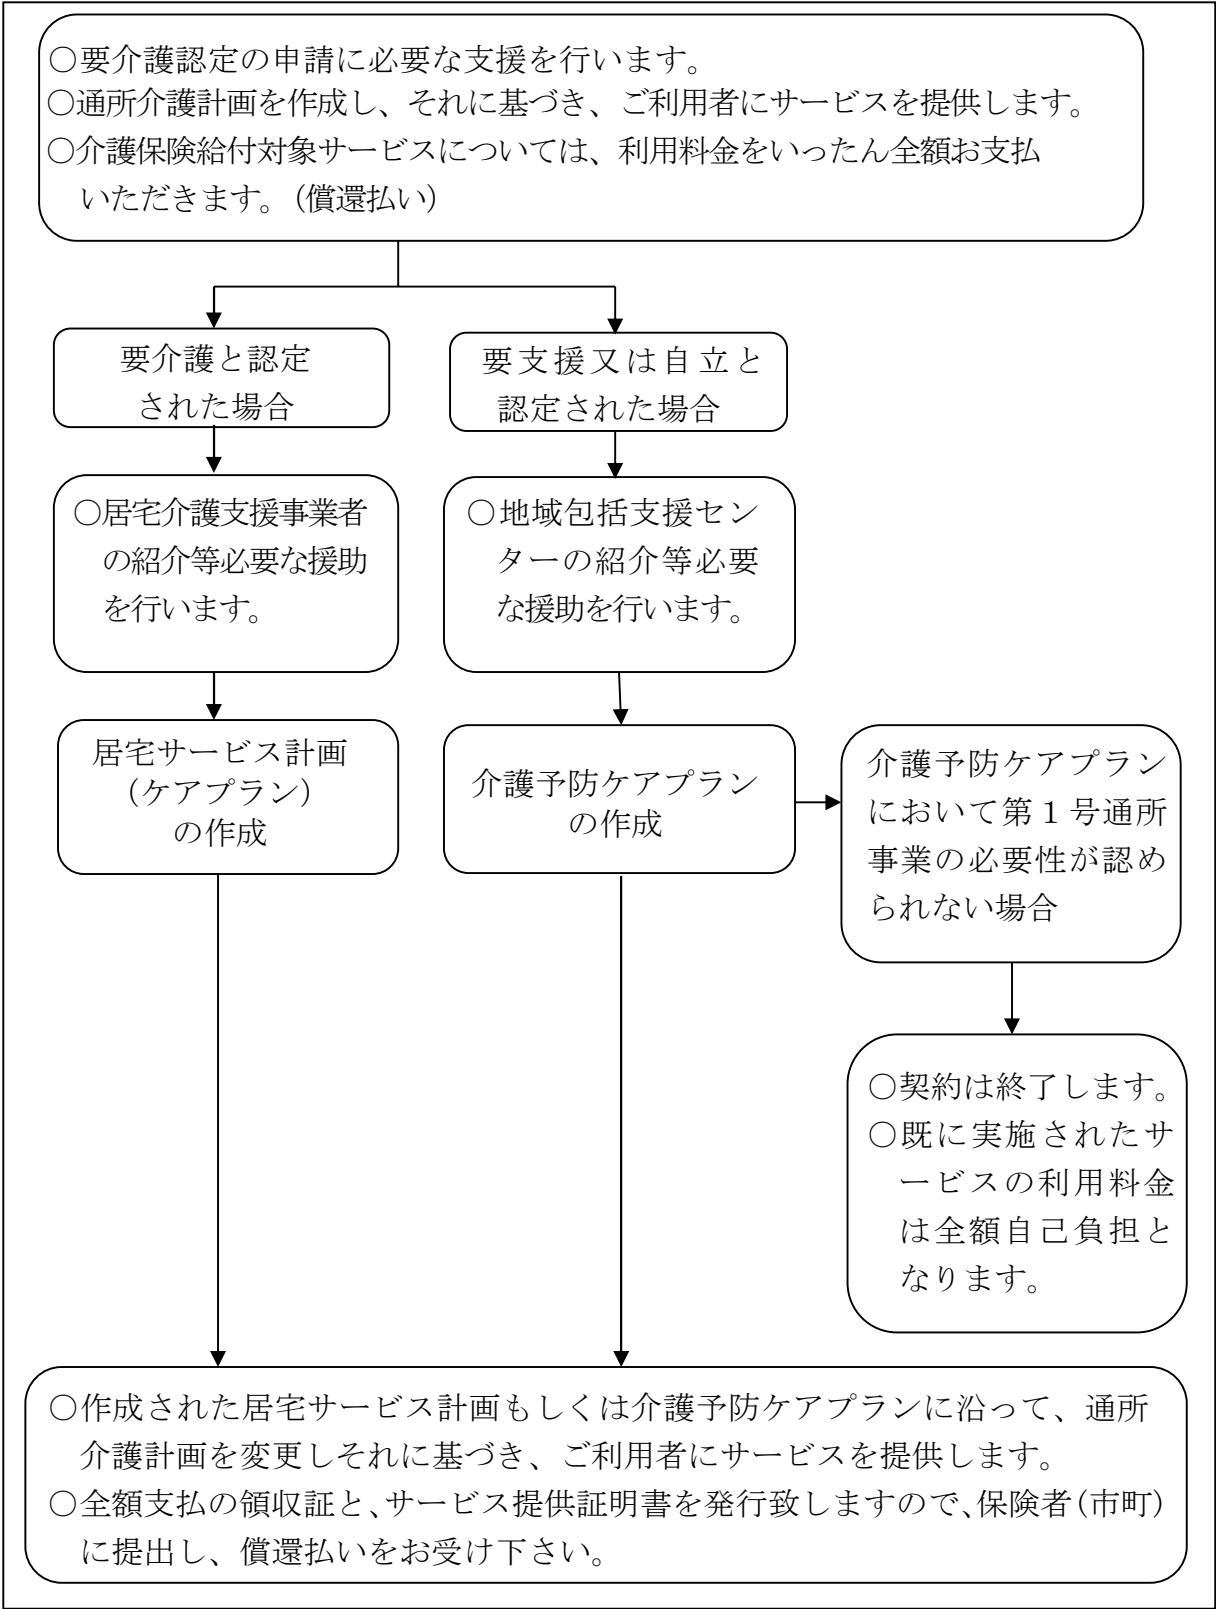 ○要介護認定の申請に必要な支援を行います。
○通所介護計画を作成し、それに基づき、ご利用者にサービスを提供します。
○介護保険給付対象サービスについては、利用料金をいったん全額お支払
いただきます。（償還払い）
要介護と認定
された場合
要支援又は自立と
認定された場合
○居宅介護支援事業者
の紹介等必要な援助
を行います。
○地域包括支援セン
ターの紹介等必要
な援助を行います。
居宅サービス計画
（ケアプラン）
の作成
介護予防ケアプラン
の作成
介護予防ケアプラン
において第１号通所
事業の必要性が認め
られない場合
○契約は終了します。
○既に実施されたサ
ービスの利用料金
は全額自己負担と
なります。
○作成された居宅サービス計画もしくは介護予防ケアプランに沿って、通所
介護計画を変更しそれに基づき、ご利用者にサービスを提供します。
○全額支払の領収証と、サービス提供証明書を発行致しますので、保険者（市町）
に提出し、償還払いをお受け下さい。